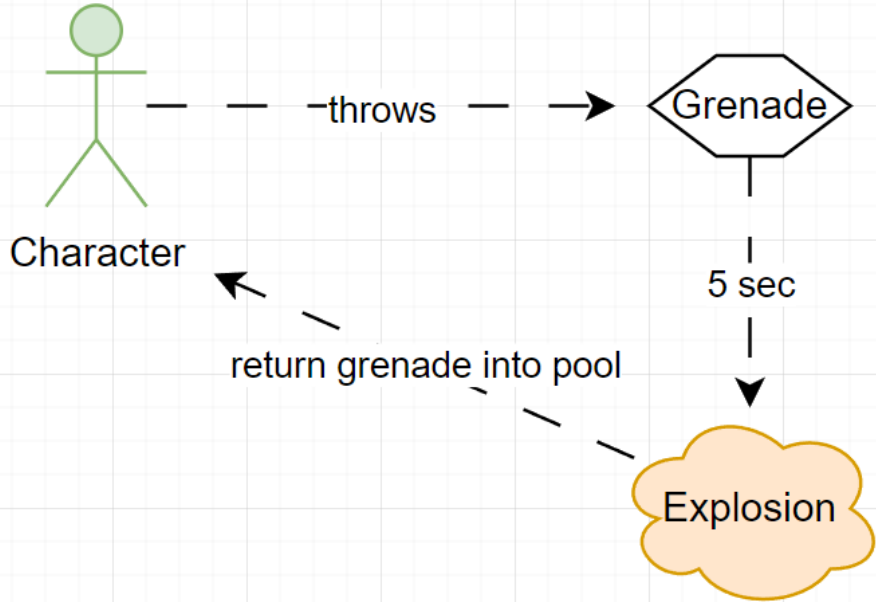 throws
Grenade
Character
5 sec
return grenade into pool
Explosion